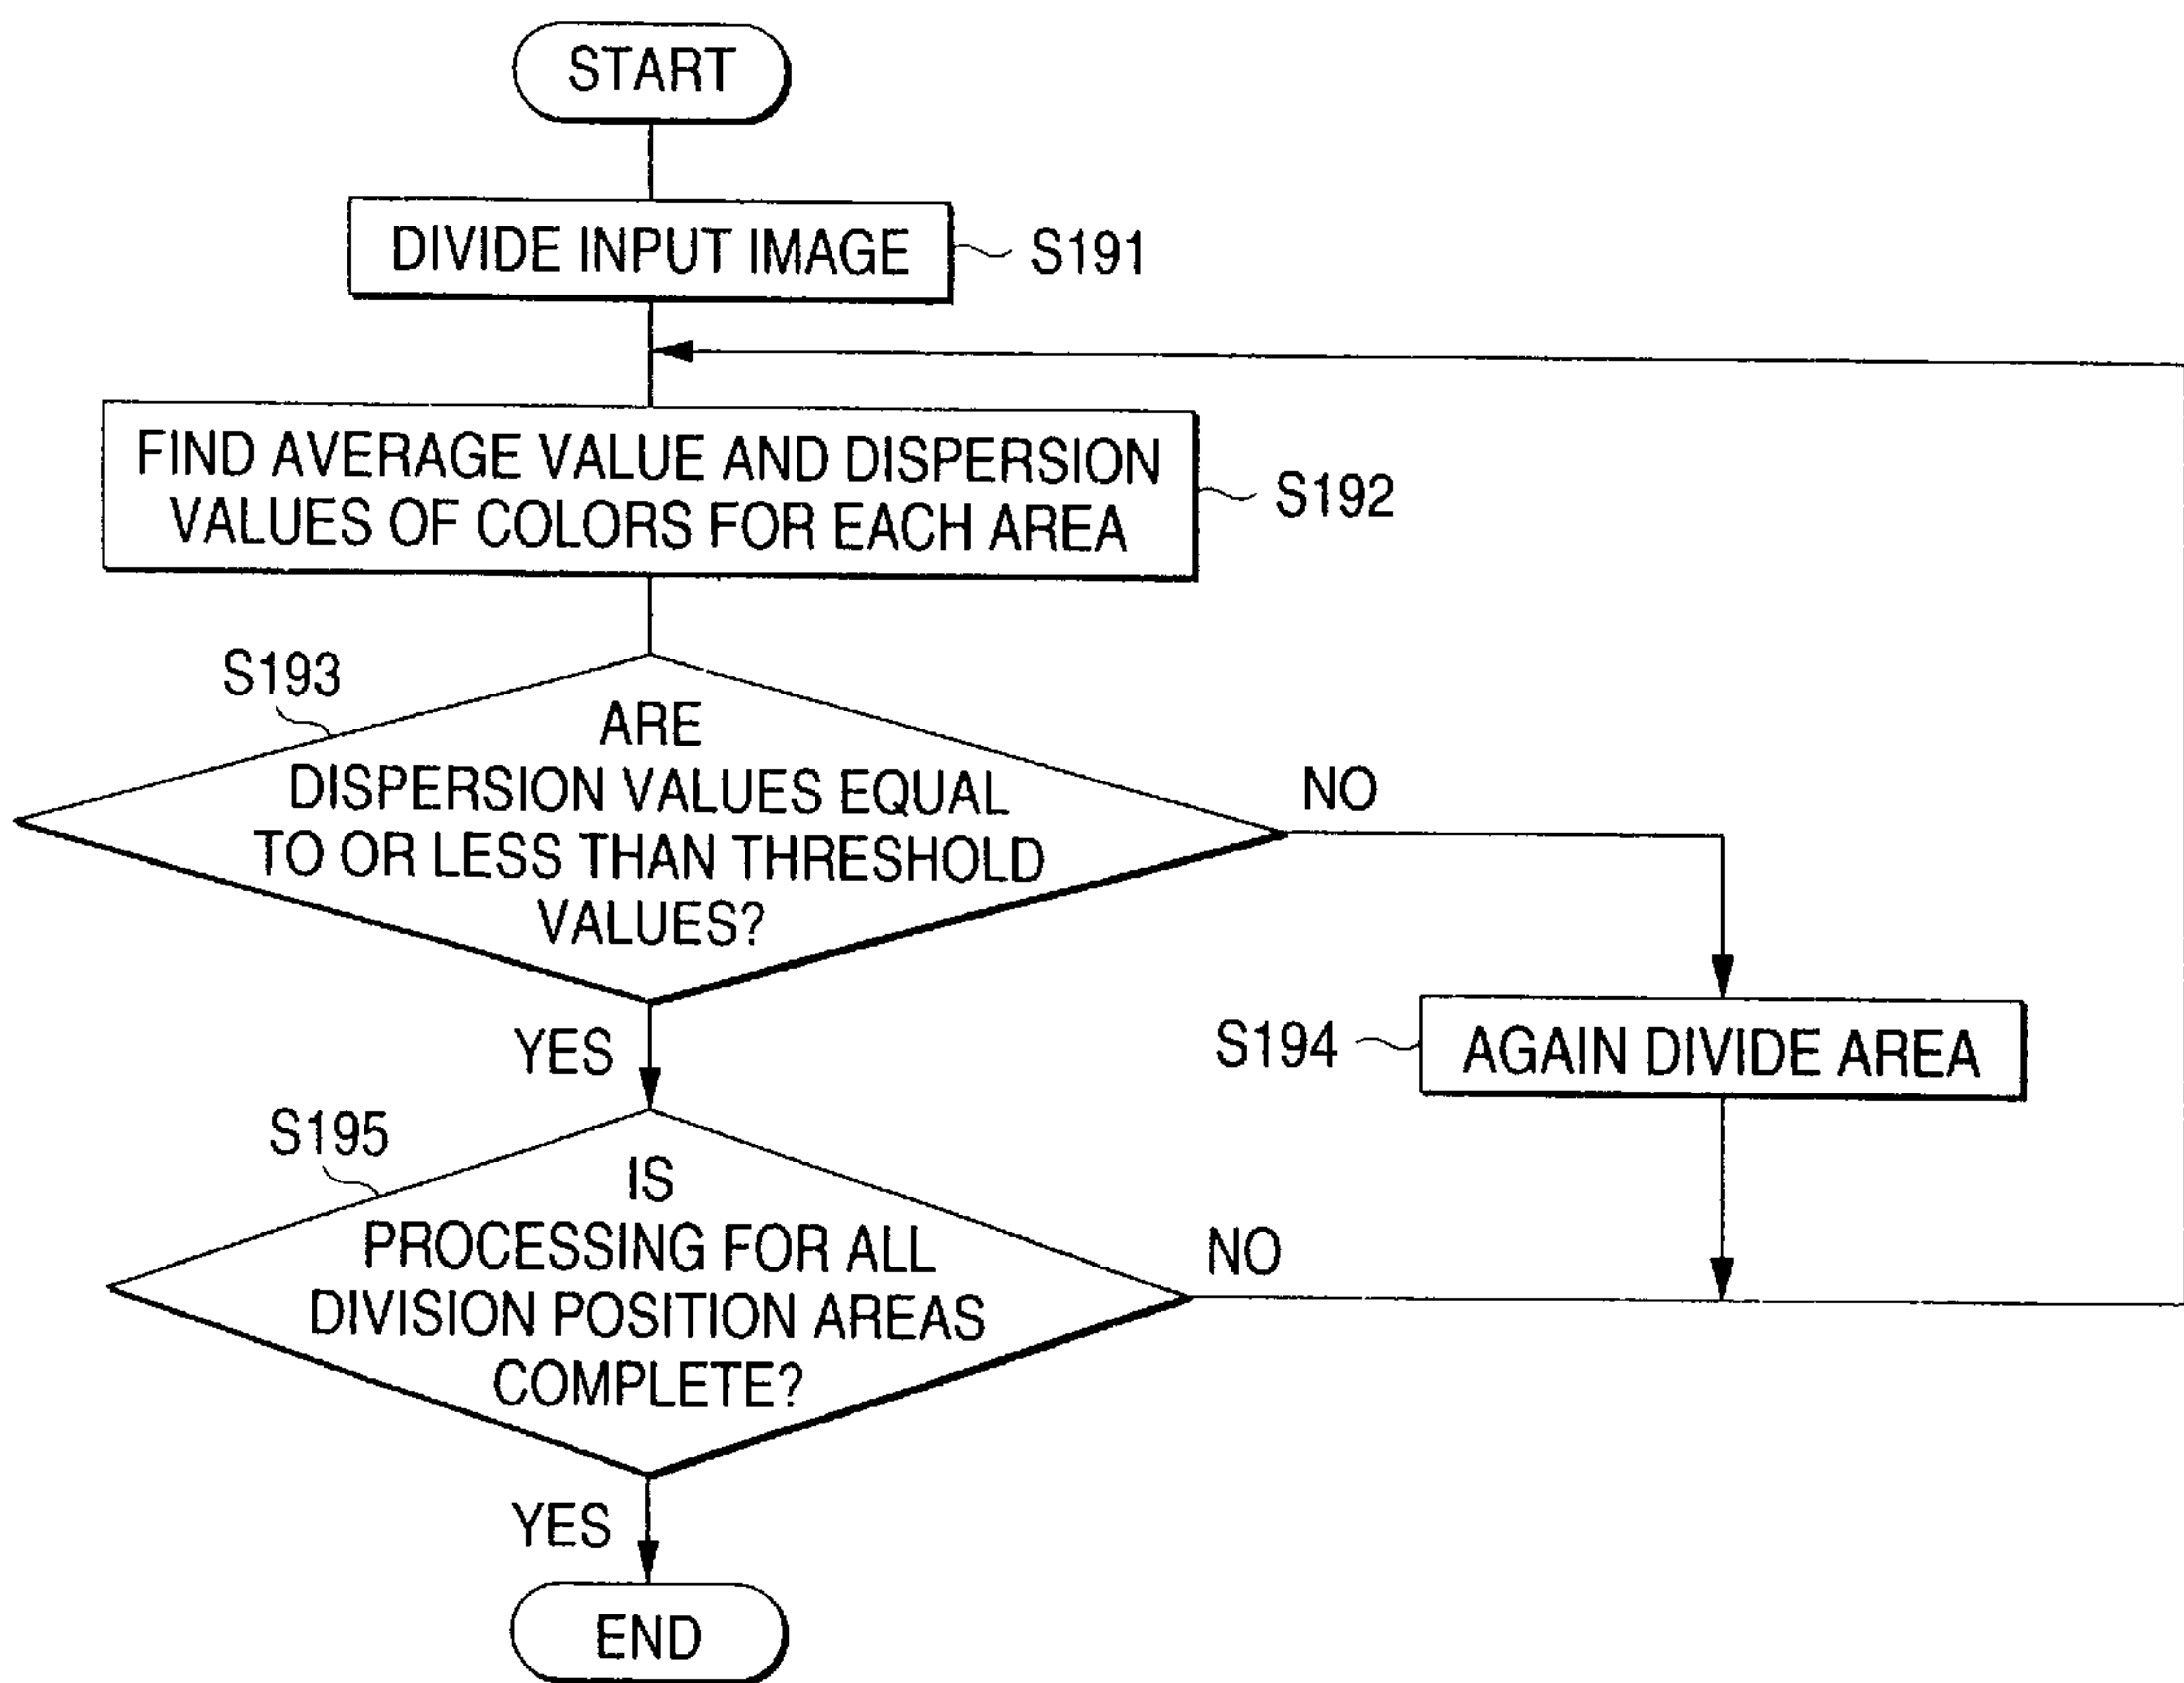 START
DIVIDE INPUT IMAGE
S191
FIND AVERAGE VALUE AND DISPERSION
VALUES OF COLORS FOR EACH AREA
S192
S193
ARE
DISPERSION VALUES EQUAL
TO OR LESS THAN THRESHOLD
VALUES?
NO
YES
S194
AGAIN DIVIDE AREA
S195
IS
PROCESSING FOR ALL
DIVISION POSITION AREAS
COMPLETE?
NO
YES
END